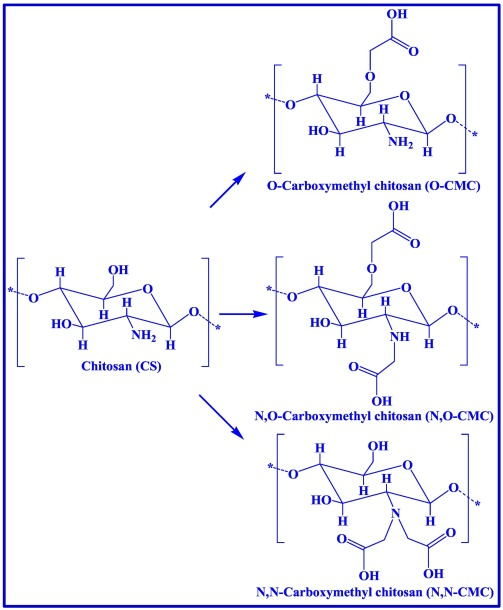 OH
O
O
H
H
O
*
O
H
O
*
HO
H
NH₂
H
O-Carboxymethyl chitosan (O-CMC)
OH
O
O
H
O
*
O
H
H
O
*
HO
NH
H
H
O
OH
N,O-Carboxymethyl chitosan (N,O-CMC)
H
OH
O
*
O
H
H
O
*
HO
NH₂
H
H
Chitosan (CS)
H
OH
O
*
O
H
H
O
*
HO
H
N
H
O
O
OH
OH
N,N-Carboxymethyl chitosan (N,N-CMC)